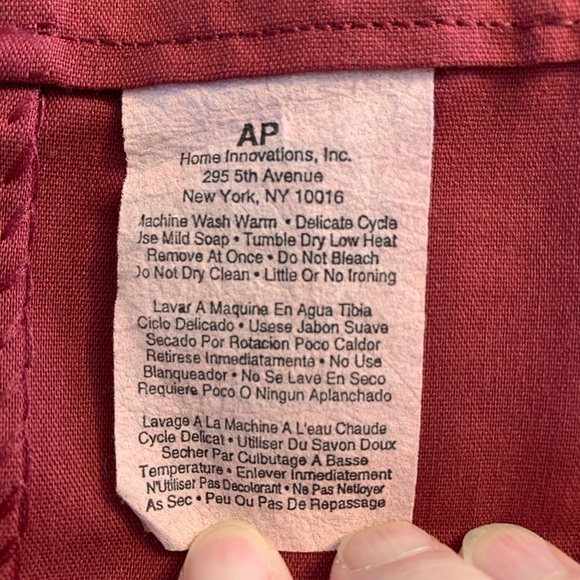 AP
Home Innovations, Inc.
295 5th Avenue
New York, NY 10016
Machine Wash Warm • Delicate Cycle
Use Mild Soap • Tumble Dry Low Heat
Remove At Once • Do Not Bleach
Do Not Dry Clean • Little Or No Ironing
Lavar A Maquine En Agua Tibia
Ciclo Delicado • Usese Jabon Suave
Secado Por Rotacion Poco Caldor
Retirese Inmediatamente • No Use
Blanqueador • No Se Lave En Seco
Requiere Poco O Ningun Aplanchado
Lavage A La Machine A L'eau Chaude
Cycle Delicat • Utiliser Du Savon Doux
Secher Par Culbutage A Basse
Temperature • Enlever Inmediatement
N'Utiliser Pas Decolorant • Ne Pas Netloyer
As Sec • Peu Ou Pas De Repassage